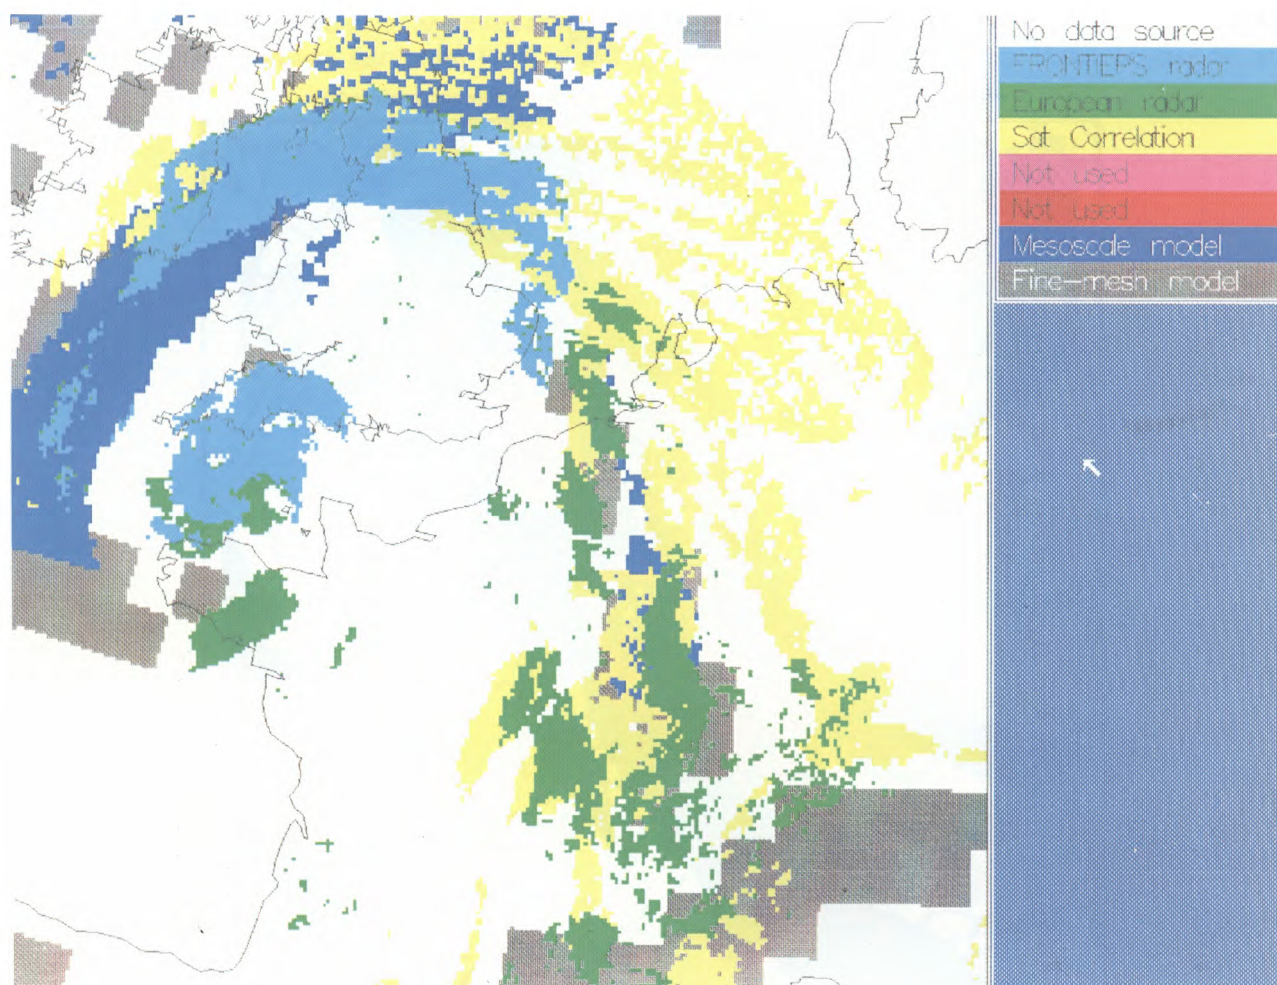 No data source
FRONTIERS radar
European radar
Sat Correlation
Not used
Not used
Mesoscale model
Fine-mesh model